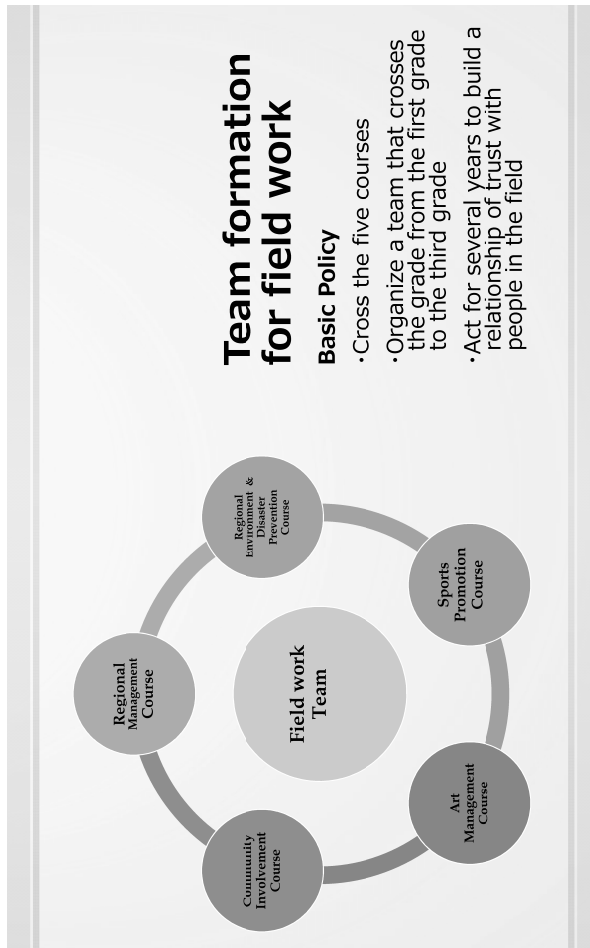 Team formation
for field work
Basic Policy
・Cross the five courses
・Organize a team that crosses
the grade from the first grade
to the third grade
・Act for several years to build a
relationship of trust with
people in the field
Regional
Management
Course
Regional
Environment &
Disaster
Prevention
Course
Sports
Promotion
Course
Art
Management
Course
Community
Involvement
Course
Field work
Team